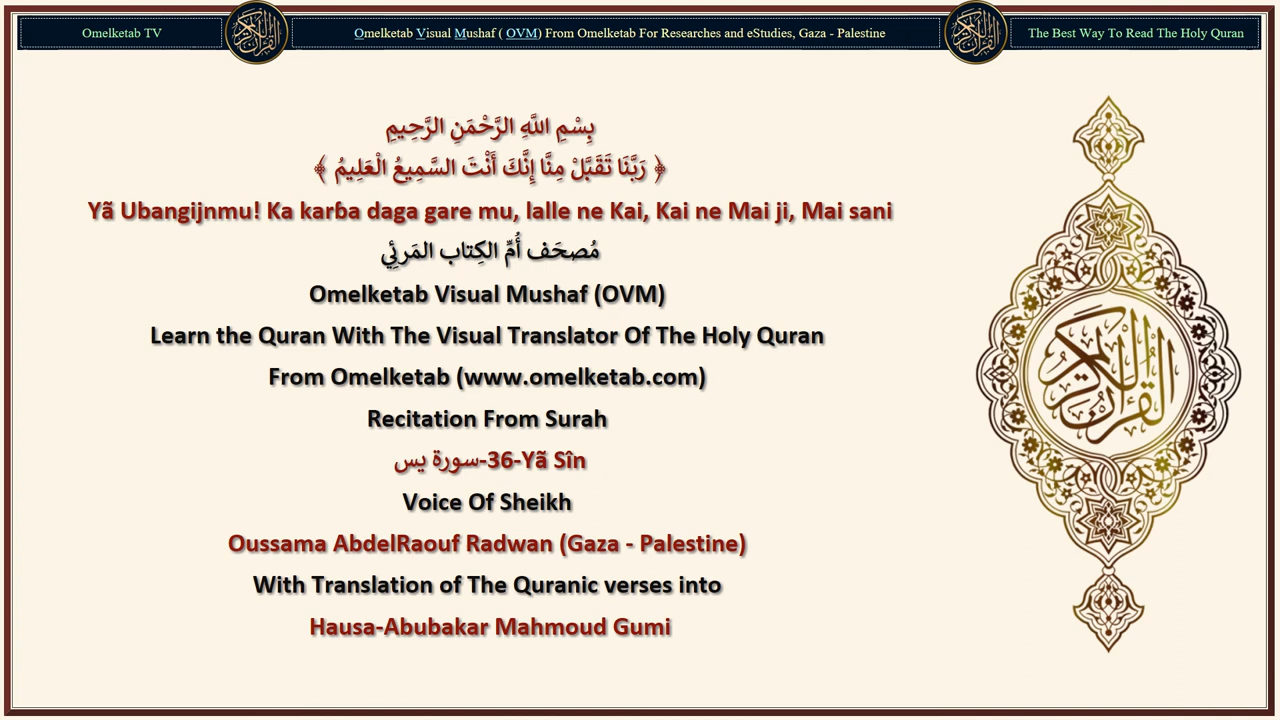 Omelketab TV
Omelketab Visual Mushaf ( OVM) From Omelketab For Researches and eStudies, Gaza - Palestine
The Best Way To Read The Holy Quran
بِسْمِ اللَّهِ الرَّحْمَنِ الرَّحِيمِ
﴿ رَبَّنَا تَقَبَّلْ مِنَّا إِنَّكَ أَنْتَ السَّمِيعُ الْعَلِيمُ ﴾
Yã Ubangijnmu! Ka karɓa daga gare mu, lalle ne Kai, Kai ne Mai ji, Mai sani
مُصحَف أُمِّ الكِتاب المَرئِي
Omelketab Visual Mushaf (OVM)
Learn the Quran With The Visual Translator Of The Holy Quran
From Omelketab (www.omelketab.com)
Recitation From Surah
سورة يس-36-Yã Sîn
Voice Of Sheikh
Oussama AbdelRaouf Radwan (Gaza - Palestine)
With Translation of The Quranic verses into
Hausa-Abubakar Mahmoud Gumi
القرآن الكريم